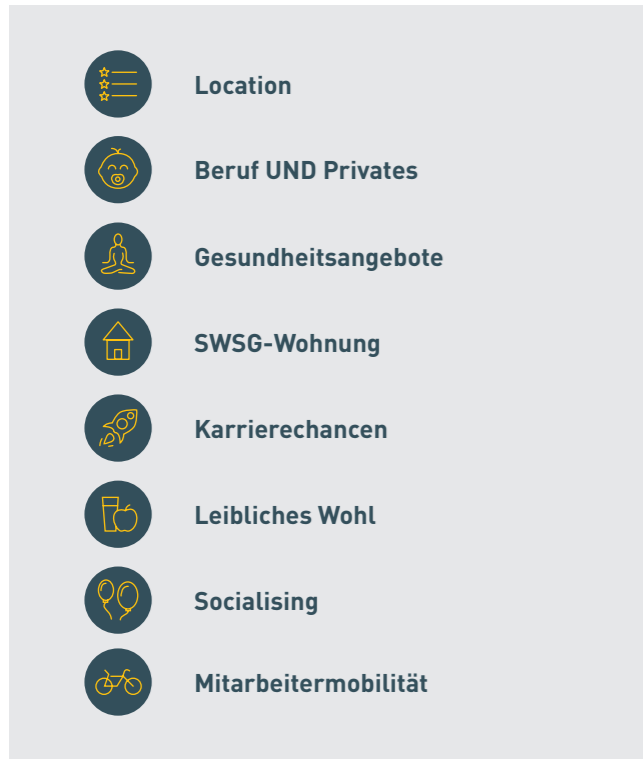 Location
Beruf UND Privates
Gesundheitsangebote
SWSG-Wohnung
Karrierechancen
Leibliches Wohl
Socialising
Mitarbeitermobilität